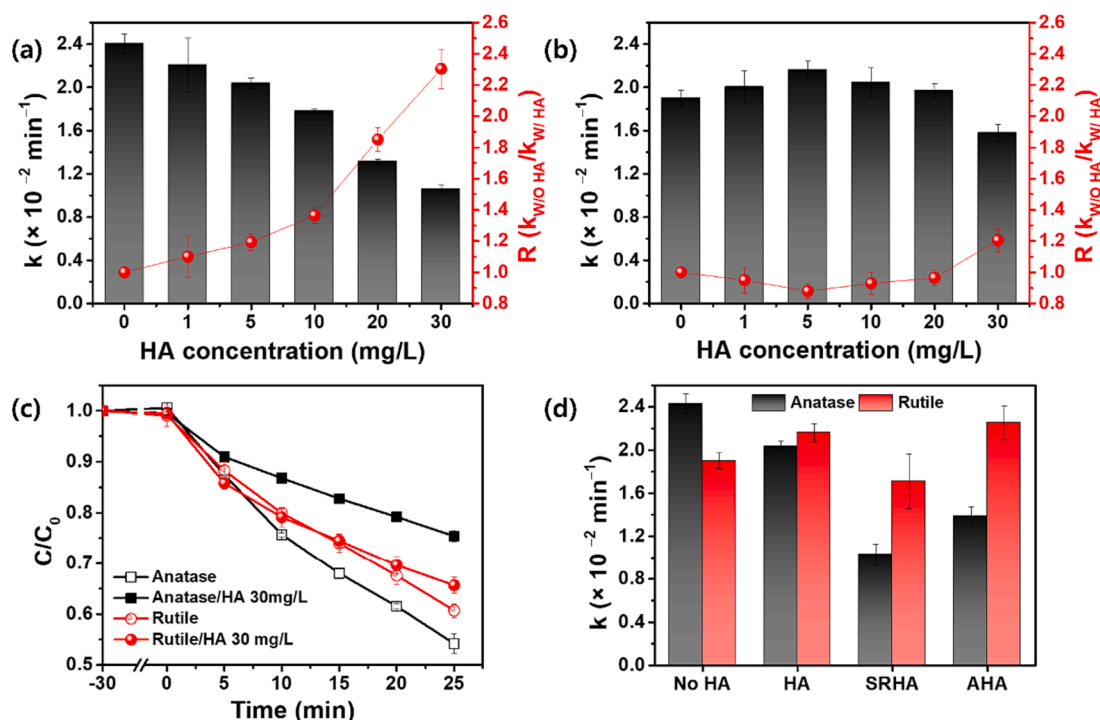 (a)
k (× 10⁻² min⁻¹)
2.4
2.0
1.6
1.2
0.8
0.4
0.0
0 1 5 10 20 30
HA concentration (mg/L)
2.6
2.4
2.2
2.0
1.8
1.6
1.4
1.2
1.0
0.8
R (k_W/O HA/k_W/ HA)
(b)
k (× 10⁻² min⁻¹)
2.4
2.0
1.6
1.2
0.8
0.4
0.0
0 1 5 10 20 30
HA concentration (mg/L)
2.6
2.4
2.2
2.0
1.8
1.6
1.4
1.2
1.0
0.8
R (k_W/O HA/k_W/ HA)
(c)
C/C₀
1.0
0.9
0.8
0.7
0.6
0.5
Anatase
Anatase/HA 30mg/L
Rutile
Rutile/HA 30 mg/L
-30 0 5 10 15 20 25
Time (min)
(d)
k (× 10⁻² min⁻¹)
2.4
2.0
1.6
1.2
0.8
0.4
0.0
Anatase Rutile
No HA HA SRHA AHA